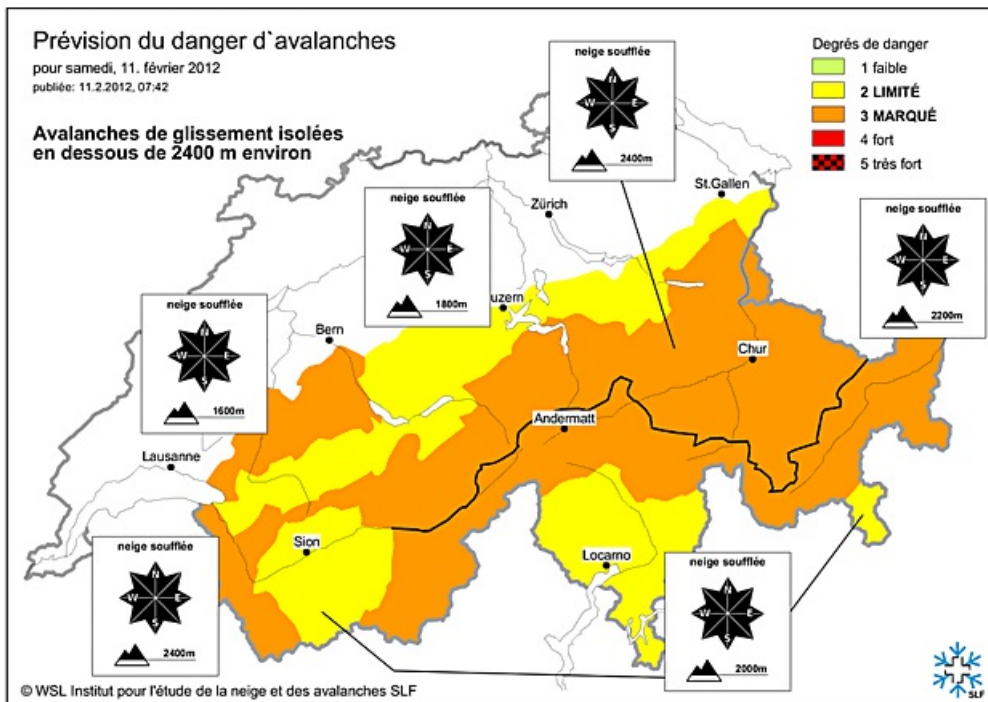 Prévision du danger d`avalanches
pour samedi, 11. février 2012
publiée: 11.2.2012, 07:42
Avalanches de glissement isolées
en dessous de 2400 m environ
Degrés de danger
1 faible
2 LIMITÉ
3 MARQUÉ
4 fort
5 très fort
neige soufflée
N
W E
S
2400m
St.Gallen
Zürich
neige soufflée
N
W E
S
1800m
neige soufflée
N
W E
S
2200m
uzern
Bern
neige soufflée
N
W E
S
1600m
Chur
Andermatt
Lausanne
Sion
Locarno
neige soufflée
N
W E
S
2400m
neige soufflée
N
W E
S
2000m
© WSL Institut pour l'étude de la neige et des avalanches SLF
SLF